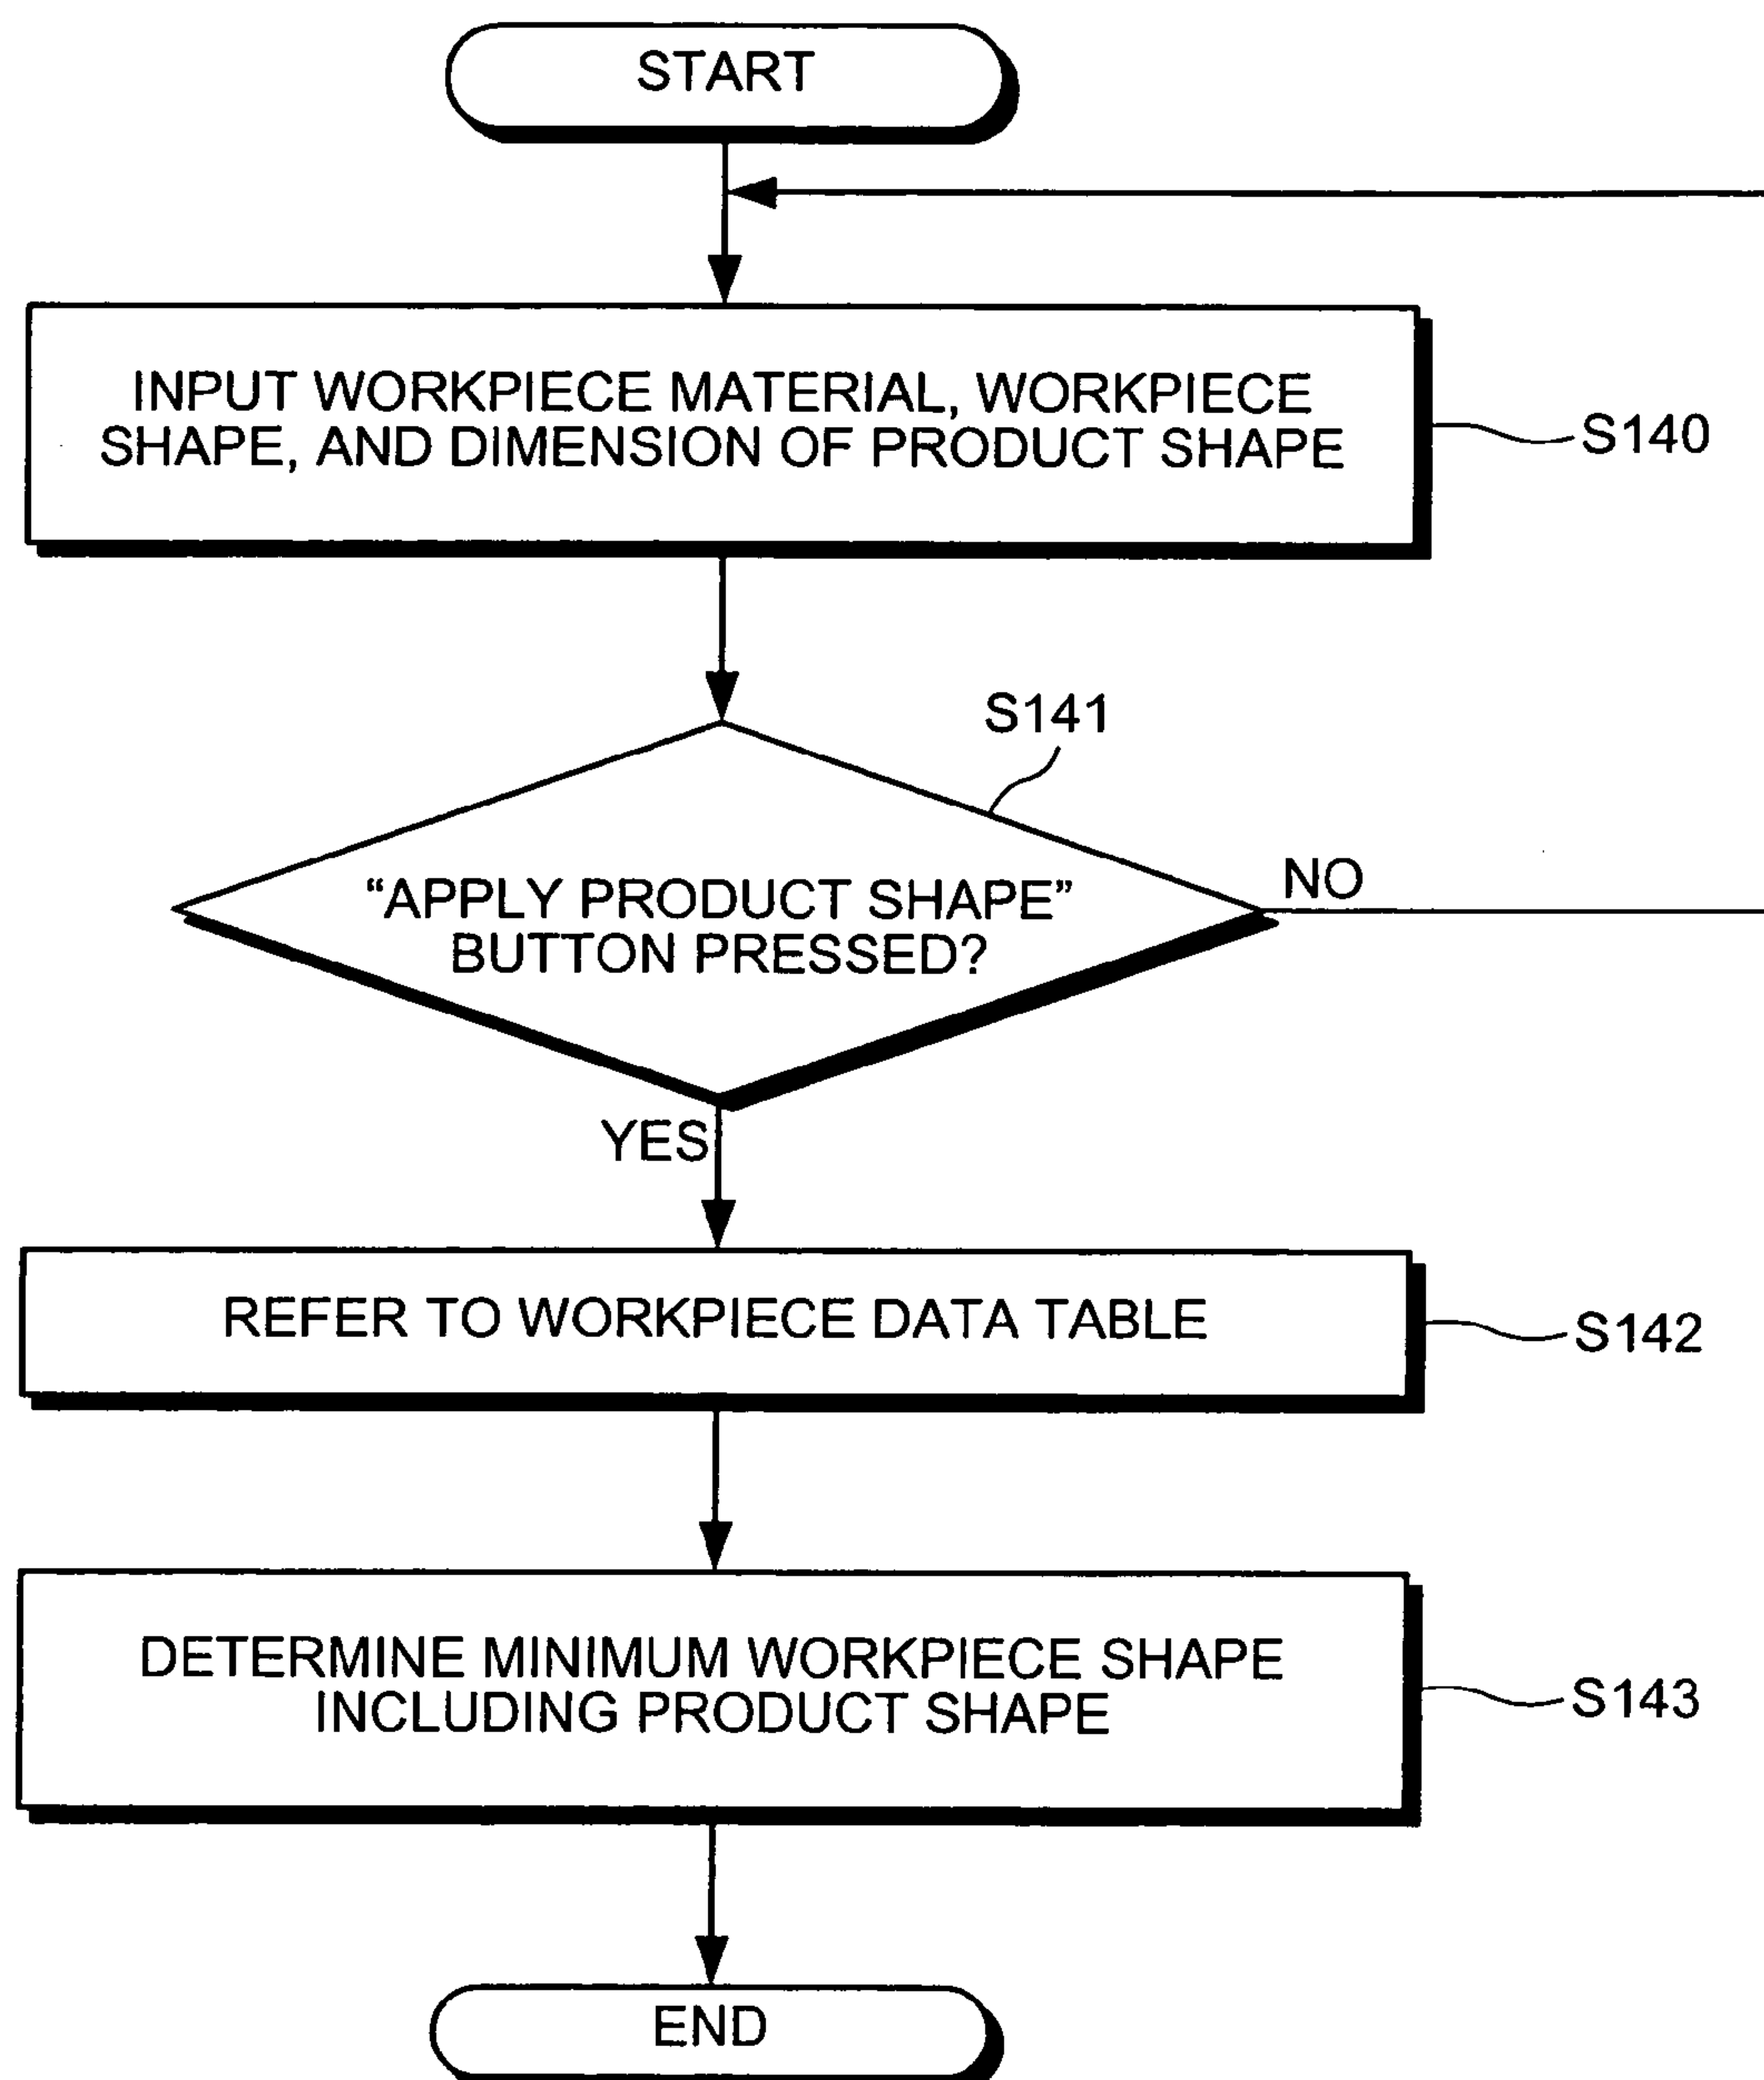 START
INPUT WORKPIECE MATERIAL, WORKPIECE
SHAPE, AND DIMENSION OF PRODUCT SHAPE
S140
S141
“APPLY PRODUCT SHAPE”
BUTTON PRESSED?
NO
YES
REFER TO WORKPIECE DATA TABLE
S142
DETERMINE MINIMUM WORKPIECE SHAPE
INCLUDING PRODUCT SHAPE
S143
END